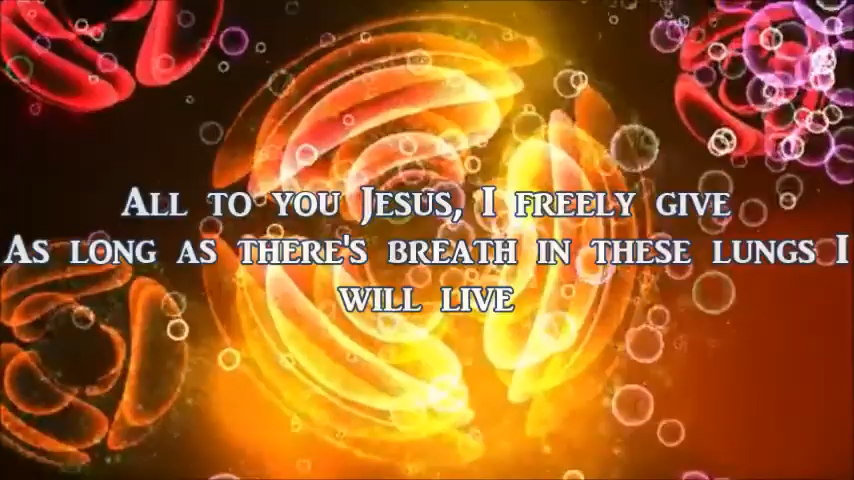 All to you Jesus, I freely give
As long as there's breath in these lungs I
will live